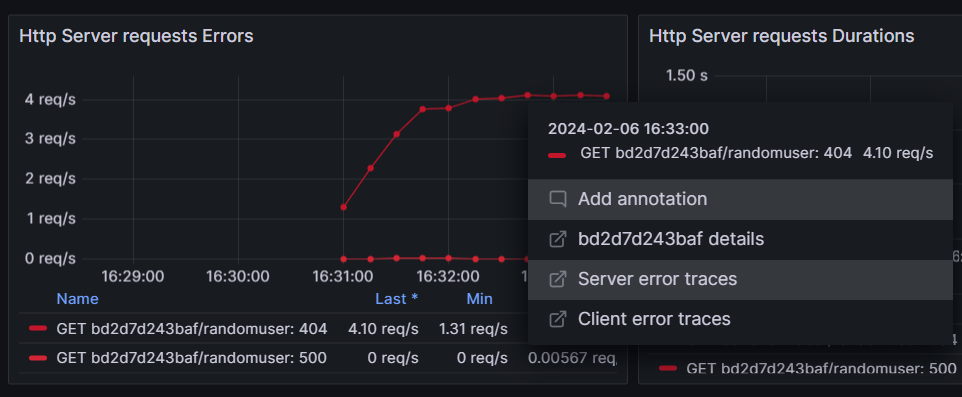 Http Server requests Errors
4 req/s
3 req/s
2 req/s
1 req/s
0 req/s
16:29:00 16:30:00 16:31:00 16:32:00
Name Last * Min
GET bd2d7d243baf/randomuser: 404 4.10 req/s 1.31 req/s
GET bd2d7d243baf/randomuser: 500 0 req/s 0 req/s 0.00567 req
Http Server requests Durations
1.50 s
2024-02-06 16:33:00
GET bd2d7d243baf/randomuser: 404 4.10 req/s
Add annotation
bd2d7d243baf details
Server error traces
Client error traces
GET bd2d7d243baf/randomuser: 500